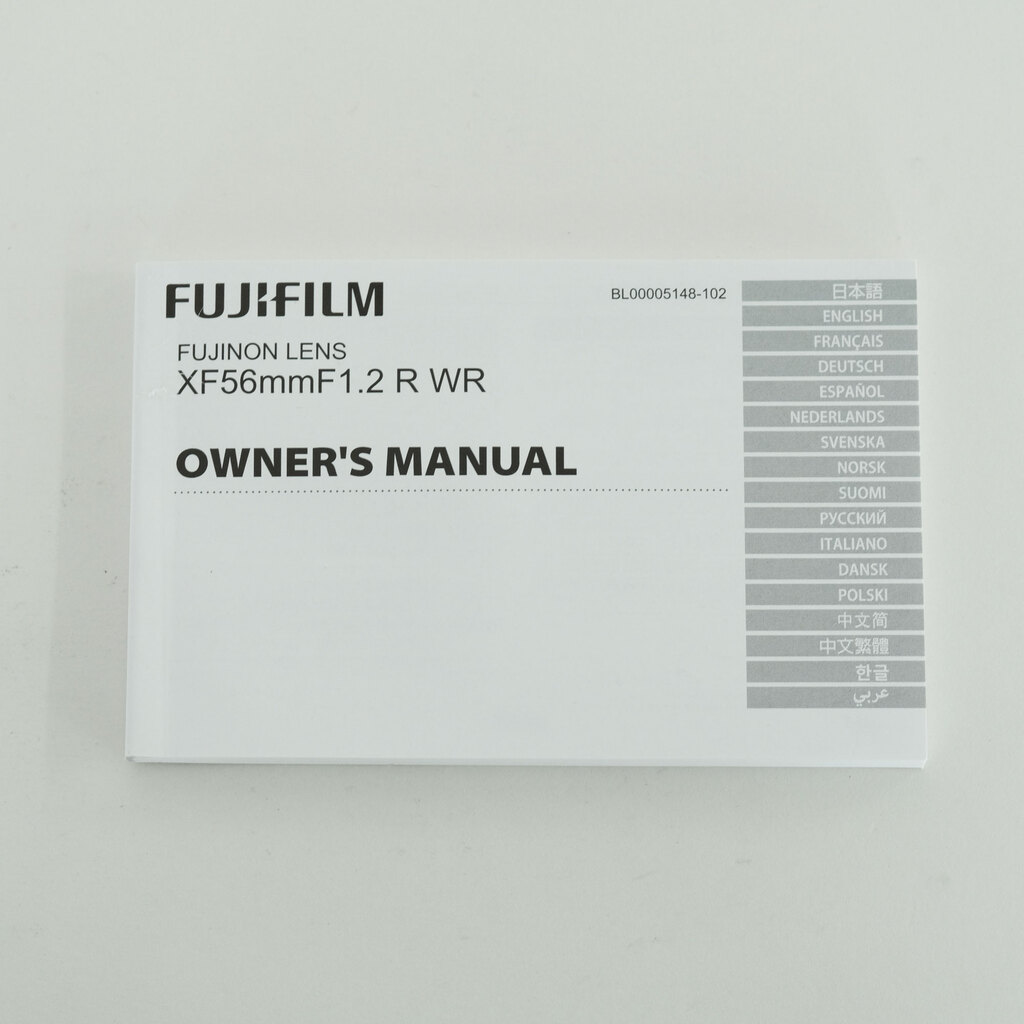 FUJIFILM
BL00005148-102
FUJINON LENS
XF56mmF1.2 R WR
OWNER'S MANUAL
日本語
ENGLISH
FRANÇAIS
DEUTSCH
ESPAÑOL
NEDERLANDS
SVENSKA
NORSK
SUOMI
РУССКИЙ
ITALIANO
DANSK
POLSKI
中文简
中文繁體
한글
عربي